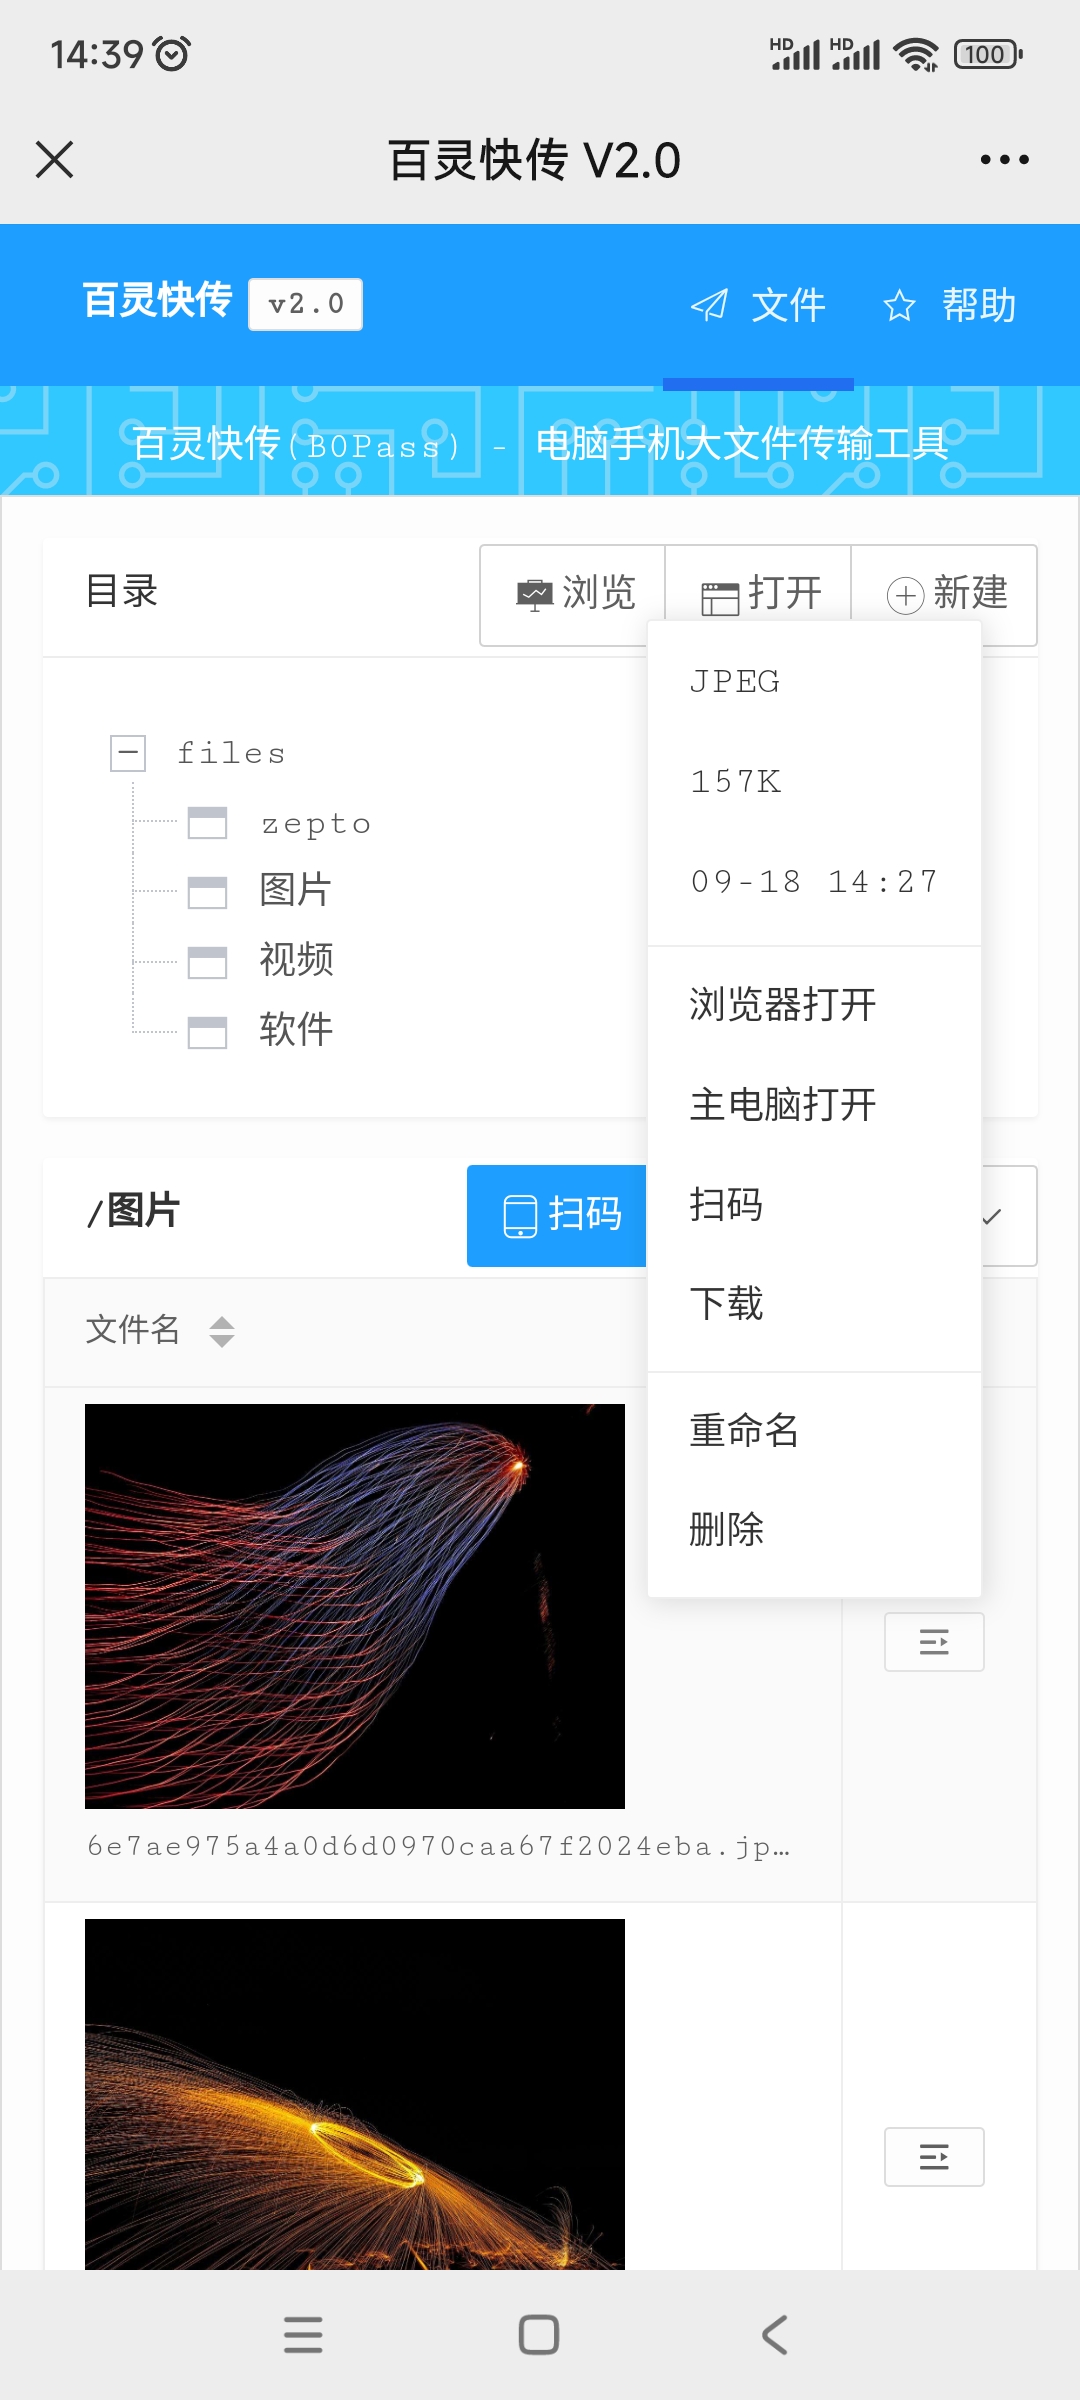 14:39
HD HD 100
百灵快传 V2.0
百灵快传 v2.0 文件 帮助
百灵快传(B0Pass) - 电脑手机大文件传输工具
目录 浏览 打开 新建
JPEG
157K
09-18 14:27
浏览器打开
主电脑打开
扫码
下载
重命名
删除
files
zepto
图片
视频
软件
/图片 扫码
文件名
6e7ae975a4a0d6d0970caa67f2024eba.jp…